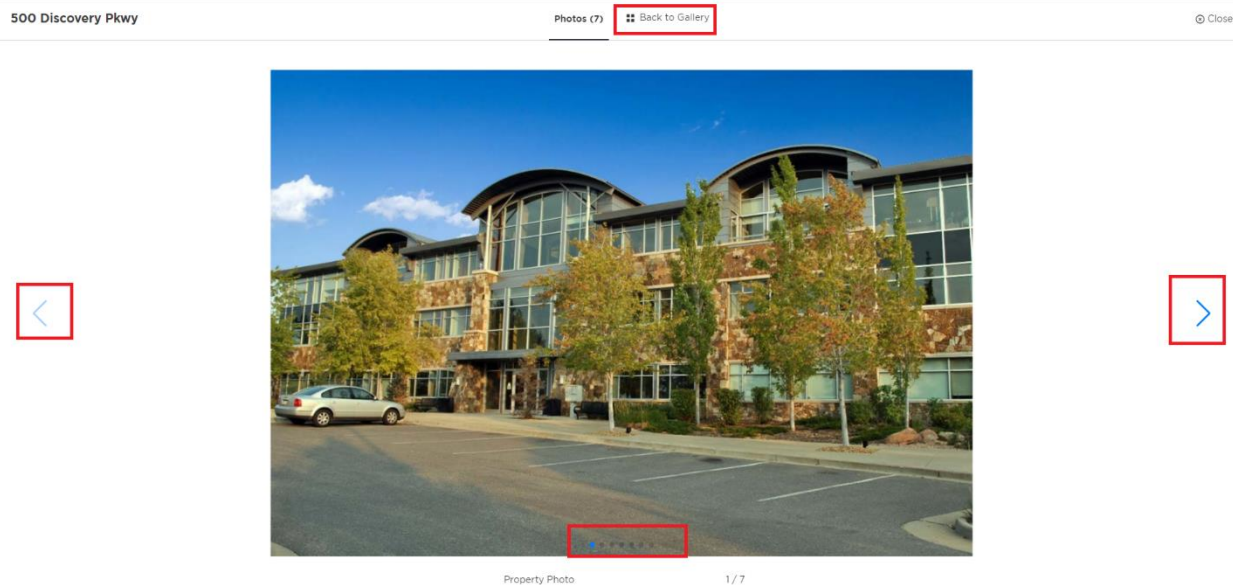 500 Discovery Pkwy
Photos (7)
Back to Gallery
Close
Property Photo
1 / 7